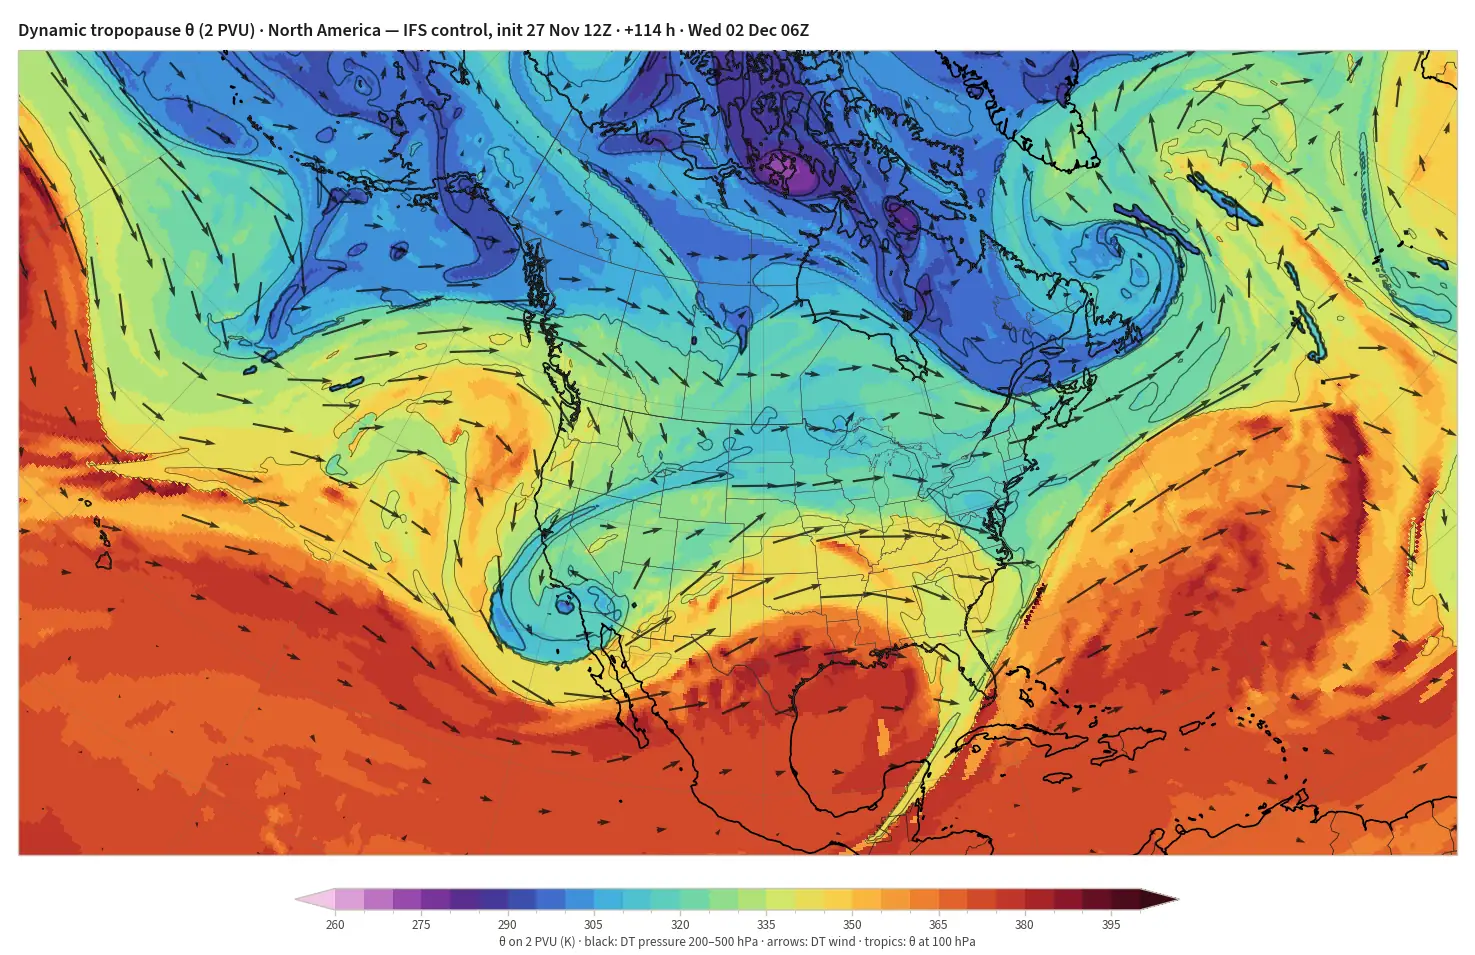 Dynamic tropopause θ (2 PVU) · North America — IFS control, init 27 Nov 12Z · +114 h · Wed 02 Dec 06Z
260 275 290 305 320 335 350 365 380 395
θ on 2 PVU (K) · black: DT pressure 200–500 hPa · arrows: DT wind · tropics: θ at 100 hPa